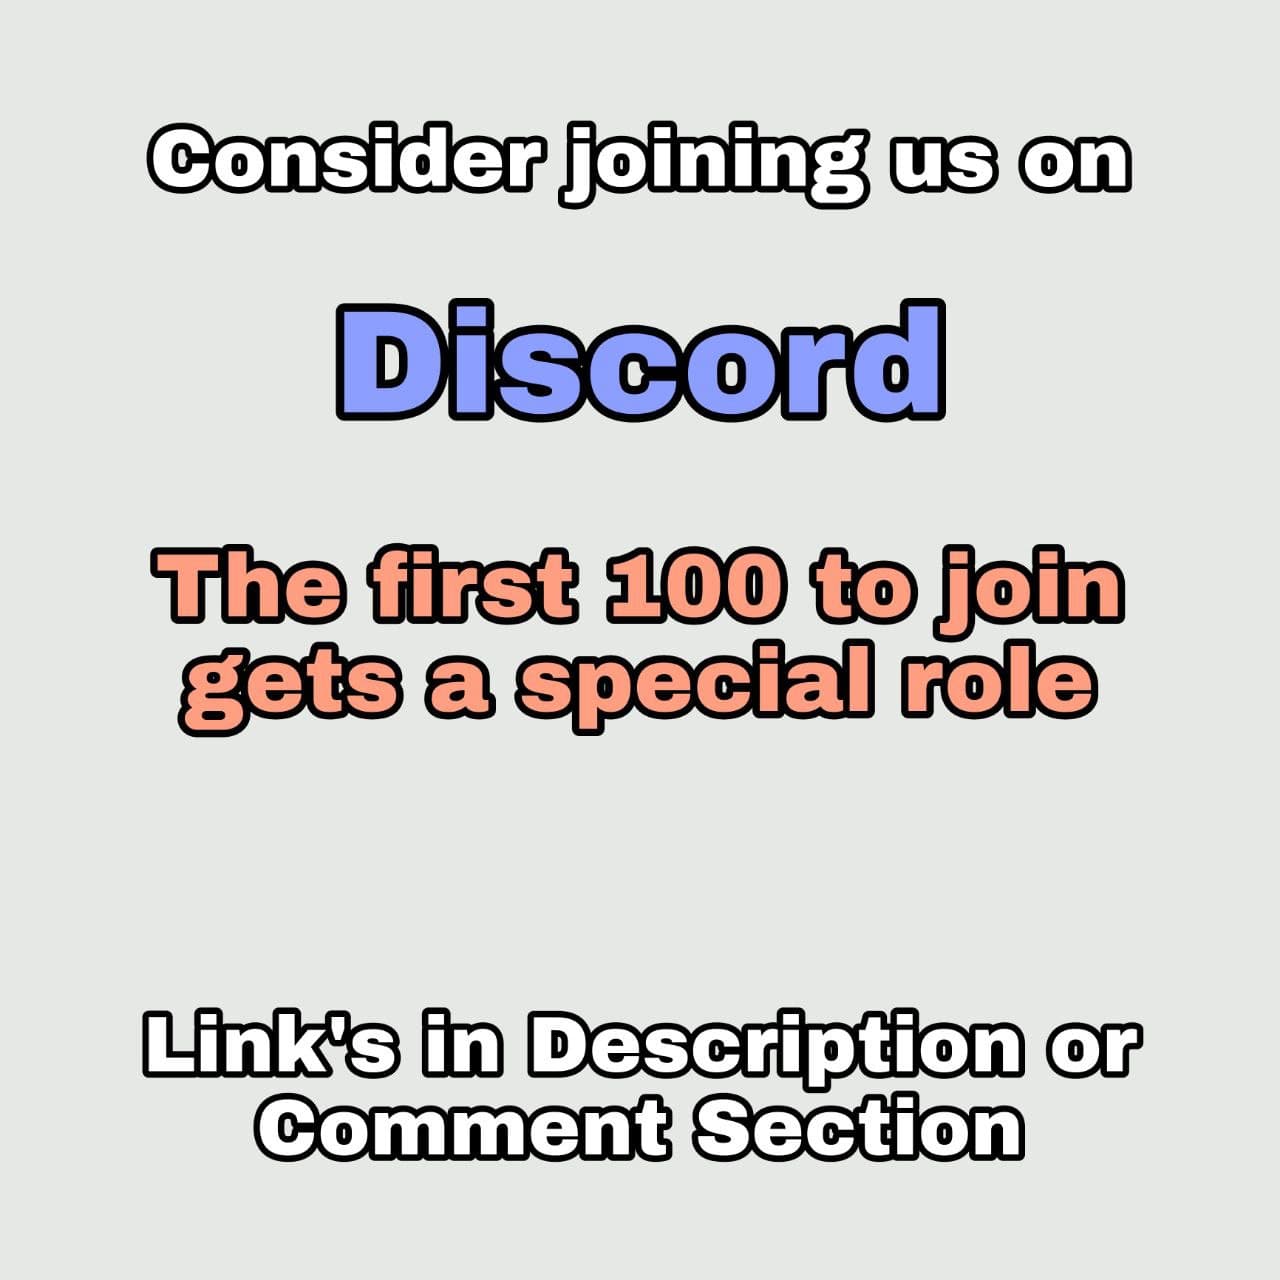 Consider joining us on
Discord
The first 100 to join
gets a special role
Link's in Description or
Comment Section